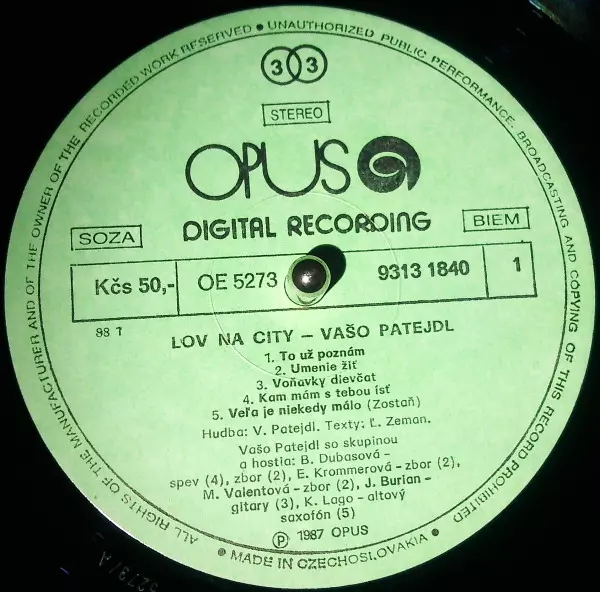 ALL RIGHTS OF THE MANUFACTURER AND OF THE OWNER OF THE RECORDED WORK RESERVED • UNAUTHORIZED PUBLIC PERFORMANCE, BROADCASTING AND COPYING OF THIS RECORD PROHIBITED
33
STEREO
OPUS
DIGITAL RECORDING
SOZA
BIEM
Kčs 50,- OE 5273 9313 1840 1
88 1
LOV NA CITY – VAŠO PATEJDL
1. To už poznám
2. Umenie žiť
3. Voňavky dievčat
4. Kam mám s tebou ísť
5. Veľa je niekedy málo (Zostaň)
Hudba: V. Patejdl. Texty: Ľ. Zeman.
Vašo Patejdl so skupinou
a hostia: B. Dubasová –
spev (4), zbor (2), E. Krommerová - zbor (2),
M. Valentová - zbor (2), J. Burian -
gitary (3), K. Lago - altový
saxofón (5)
Ⓟ 1987 OPUS
• MADE IN CZECHOSLOVAKIA •
5273/A